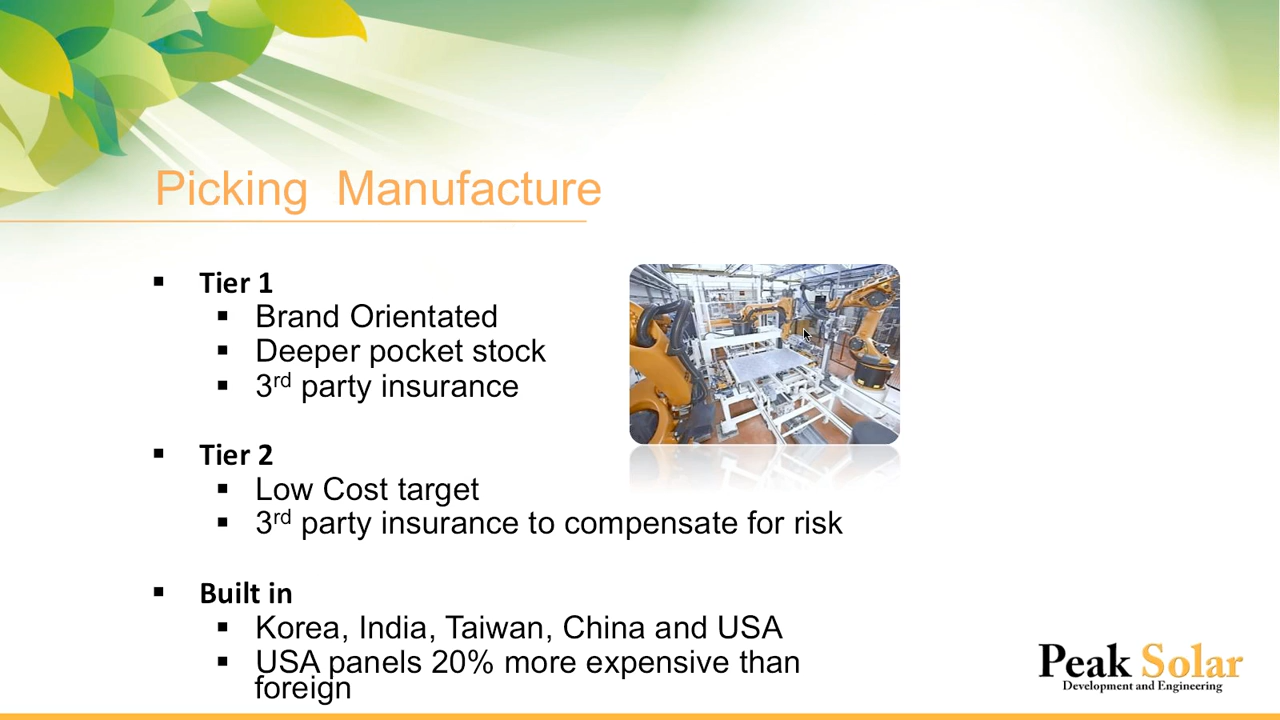 Picking Manufacture
▪ Tier 1
▪ Brand Orientated
▪ Deeper pocket stock
▪ 3rd party insurance
▪ Tier 2
▪ Low Cost target
▪ 3rd party insurance to compensate for risk
▪ Built in
▪ Korea, India, Taiwan, China and USA
▪ USA panels 20% more expensive than
foreign
Peak Solar
Development and Engineering